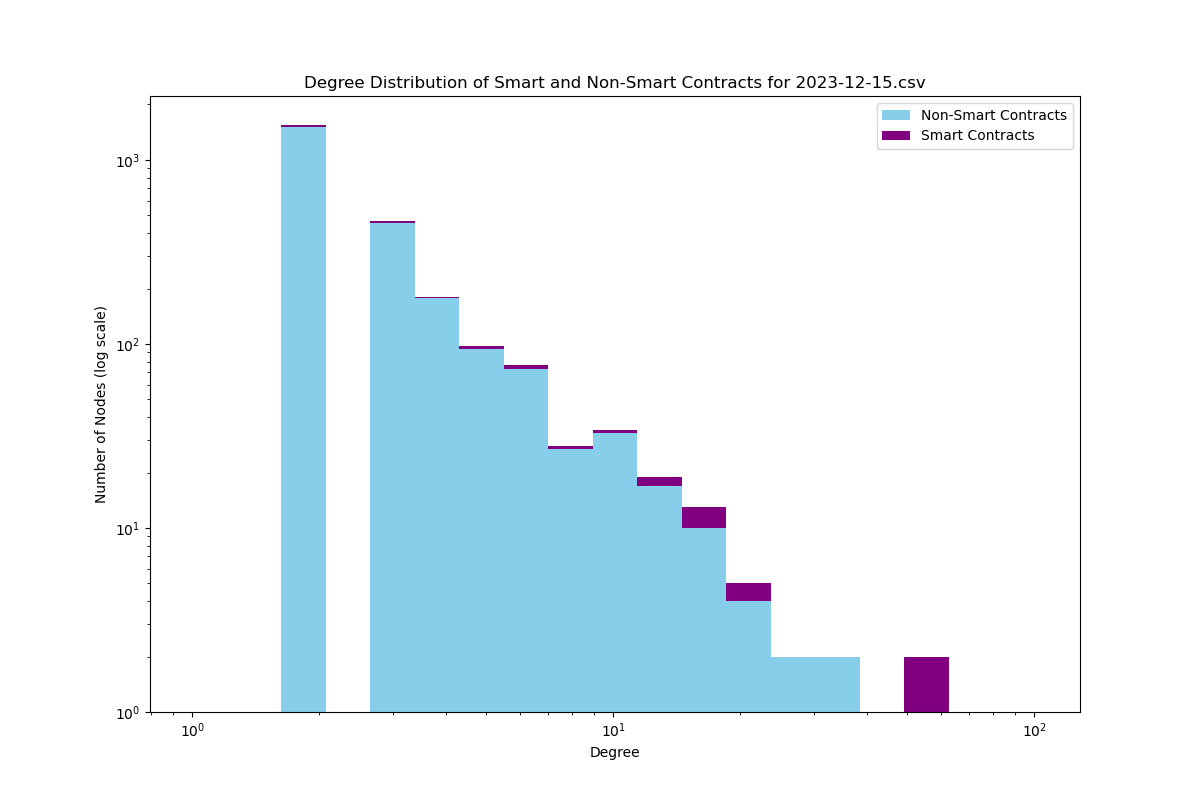 Degree Distribution of Smart and Non-Smart Contracts for 2023-12-15.csv
Non-Smart Contracts
Smart Contracts
Number of Nodes (log scale)
10³
10²
10¹
10⁰
10⁰ 10¹ 10²
Degree